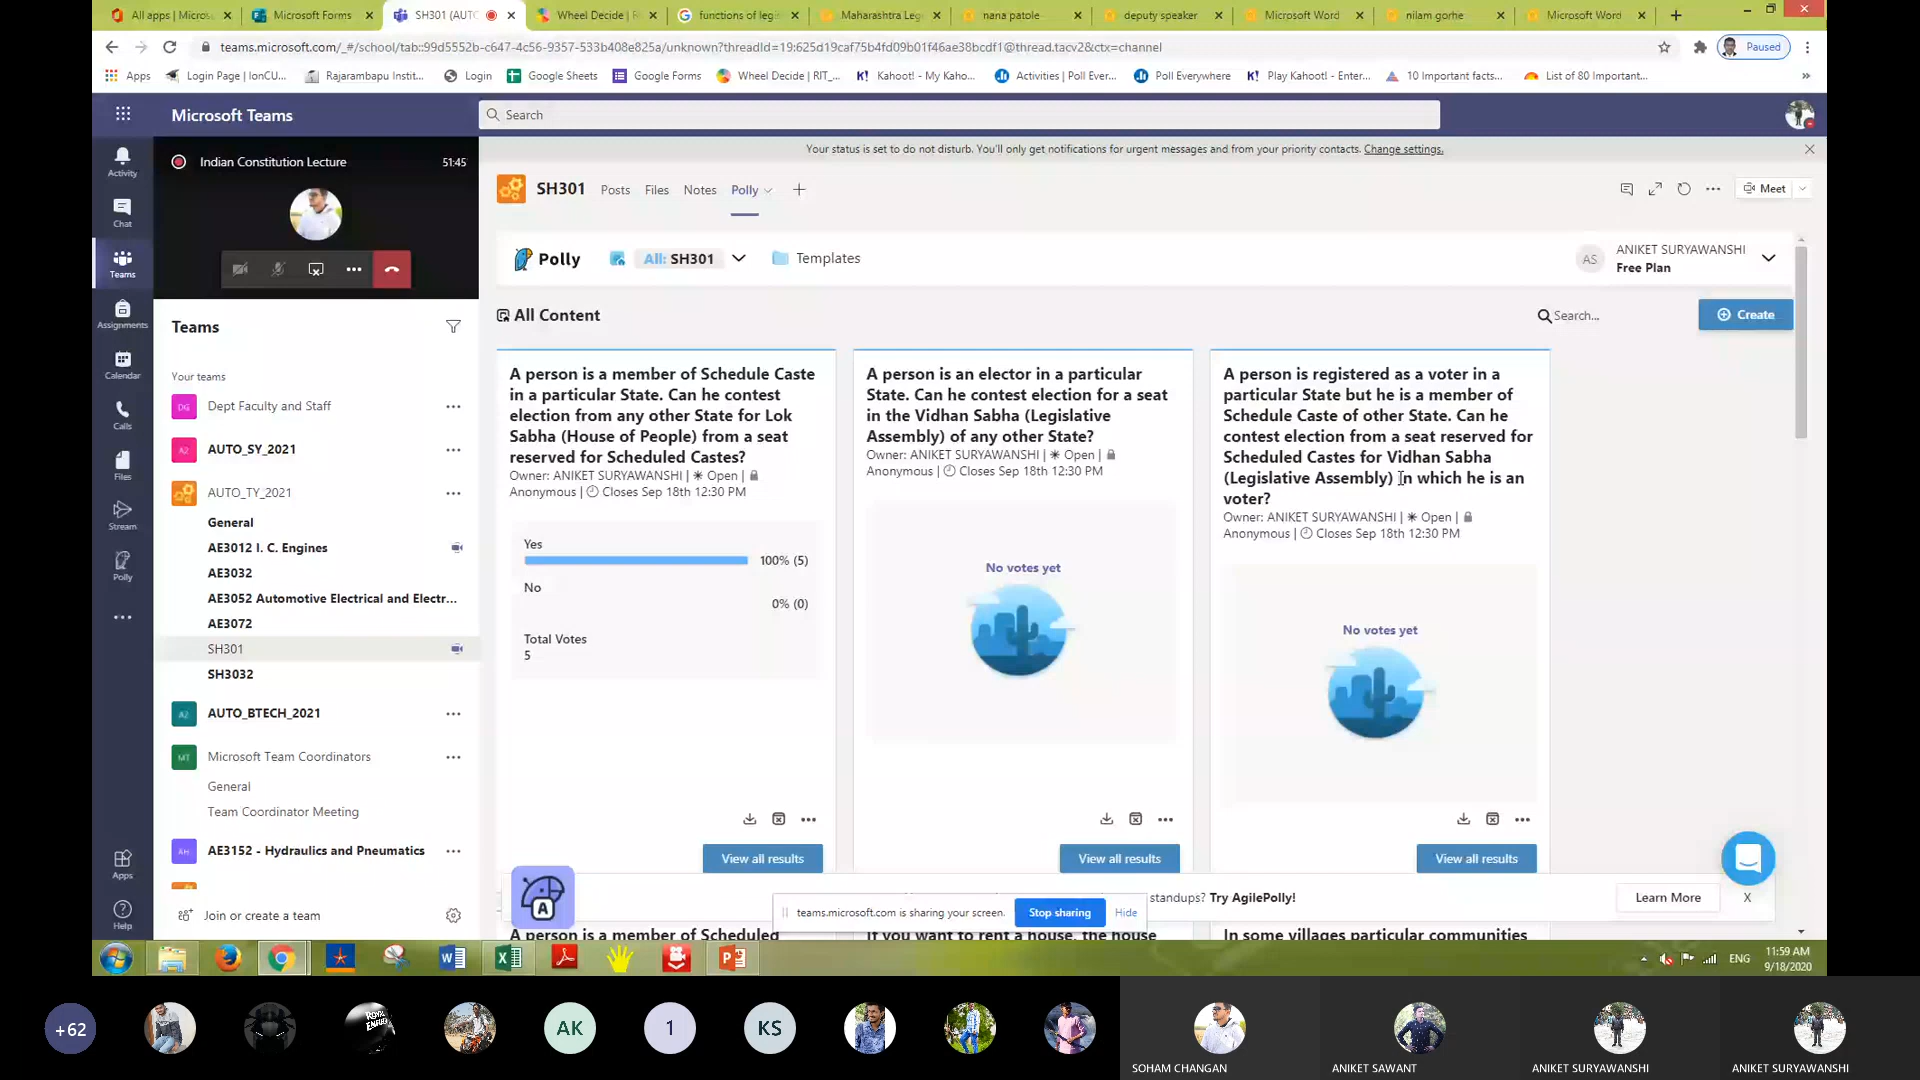 All apps | Micros
Microsoft Forms
SH301 (AUT
Wheel Decide | R
functions of legi
Maharashtra Leg
nana patole
deputy speaker
Microsoft Word
nilam gorhe
Microsoft Word
teams.microsoft.com/_#/school/tab::99d5552b-c647-4c56-9357-533b408e825a/unknown?threadId=19:625d19caf75b4fd09b01f46ae38bcdf1@thread.tacv2&ctx=channel
Paused
Apps
Login Page | IonCU...
Rajarambapu Instit...
Login
Google Sheets
Google Forms
Wheel Decide | RIT_...
Kahoot! - My Kaho...
Activities | Poll Ever...
Poll Everywhere
Play Kahoot! - Enter...
10 Important facts...
List of 80 Important...
Microsoft Teams
Search
Your status is set to do not disturb. You'll only get notifications for urgent messages and from your priority contacts. Change settings.
Activity
Chat
Teams
Assignments
Calendar
Calls
Files
Stream
Polly
Apps
Help
Indian Constitution Lecture
51:45
Teams
Your teams
DG
Dept Faculty and Staff
A2
AUTO_SY_2021
AUTO_TY_2021
General
AE3012 I. C. Engines
AE3032
AE3052 Automotive Electrical and Electr...
AE3072
SH301
SH3032
A2
AUTO_BTECH_2021
MT
Microsoft Team Coordinators
General
Team Coordinator Meeting
AH
AE3152 - Hydraulics and Pneumatics
Join or create a team
SH301
Posts
Files
Notes
Polly
Meet
Polly
All: SH301
Templates
AS
ANIKET SURYAWANSHI
Free Plan
All Content
Search...
Create
A person is a member of Schedule Caste
in a particular State. Can he contest
election from any other State for Lok
Sabha (House of People) from a seat
reserved for Scheduled Castes?
Owner: ANIKET SURYAWANSHI | Open |
Anonymous | Closes Sep 18th 12:30 PM
Yes
100% (5)
No
0% (0)
Total Votes
5
View all results
A person is an elector in a particular
State. Can he contest election for a seat
in the Vidhan Sabha (Legislative
Assembly) of any other State?
Owner: ANIKET SURYAWANSHI | Open |
Anonymous | Closes Sep 18th 12:30 PM
No votes yet
View all results
A person is registered as a voter in a
particular State but he is a member of
Schedule Caste of other State. Can he
contest election from a seat reserved for
Scheduled Castes for Vidhan Sabha
(Legislative Assembly) in which he is an
voter?
Owner: ANIKET SURYAWANSHI | Open |
Anonymous | Closes Sep 18th 12:30 PM
No votes yet
View all results
A
standups? Try AgilePolly!
Learn More
X
teams.microsoft.com is sharing your screen.
Stop sharing
Hide
A person is a member of Scheduled
If you want to rent a house, the house
In some villages particular communities
ENG
11:59 AM
9/18/2020
+62
ROYAL
AK
1
KS
SOHAM CHANGAN
ANIKET SAWANT
ANIKET SURYAWANSHI
ANIKET SURYAWANSHI